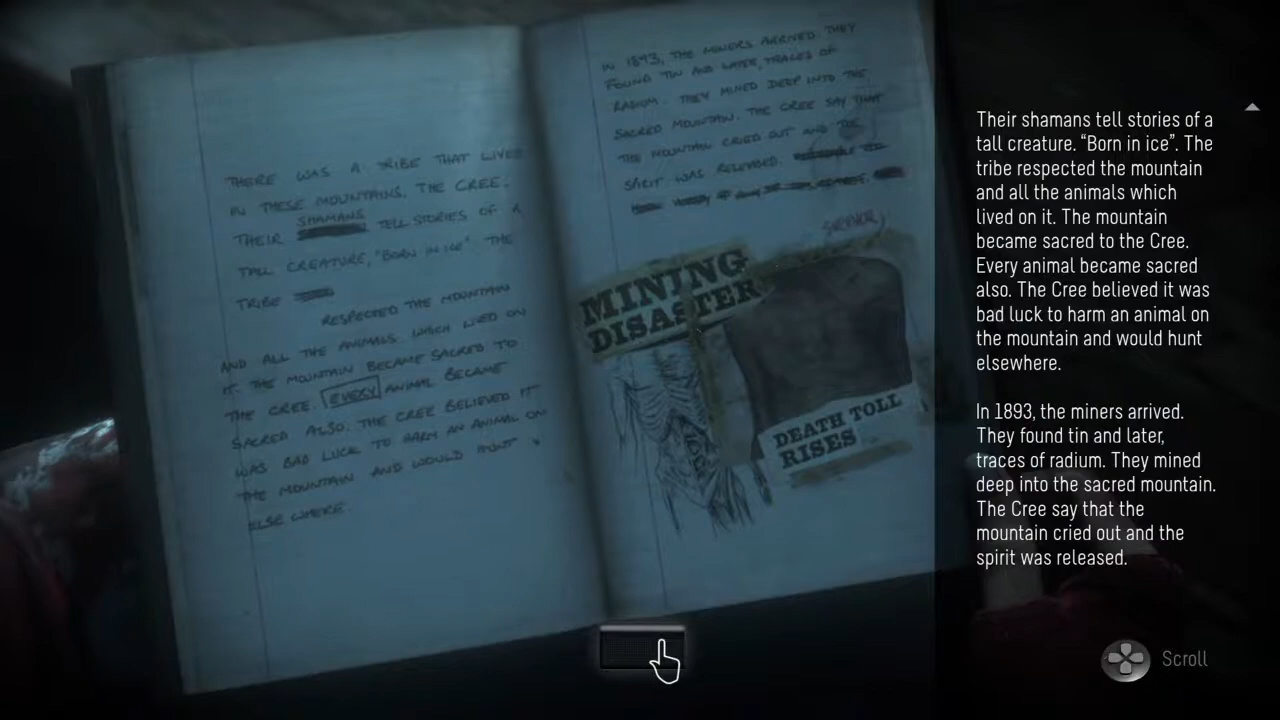 THERE WAS A TRIBE THAT LIVED
IN THESE MOUNTAINS. THE CREE.
SHAMANS
THEIR TELL STORIES OF A
TALL CREATURE, "BORN IN ICE". THE
TRIBE
RESPECTED THE MOUNTAIN
AND ALL THE ANIMALS WHICH LIVED ON
IT. THE MOUNTAIN BECAME SACRED TO
THE CREE. EVERY ANIMAL BECAME
SACRED ALSO. THE CREE BELIEVED IT
WAS BAD LUCK TO HARM AN ANIMAL ON
THE MOUNTAIN AND WOULD HUNT
ELSE WHERE.
IN 1893, THE MINERS ARRIVED THEY
FOUND TIN AND LATER, TRACES OF
RADIUM. THEY MINED DEEP INTO THE
SACRED MOUNTAIN. THE CREE SAY THAT
THE MOUNTAIN CRIED OUT AND THE
SPIRIT WAS RELEASED.
MINING
DISASTER
DEATH TOLL
RISES
Their shamans tell stories of a
tall creature. “Born in ice”. The
tribe respected the mountain
and all the animals which
lived on it. The mountain
became sacred to the Cree.
Every animal became sacred
also. The Cree believed it was
bad luck to harm an animal on
the mountain and would hunt
elsewhere.
In 1893, the miners arrived.
They found tin and later,
traces of radium. They mined
deep into the sacred mountain.
The Cree say that the
mountain cried out and the
spirit was released.
Scroll